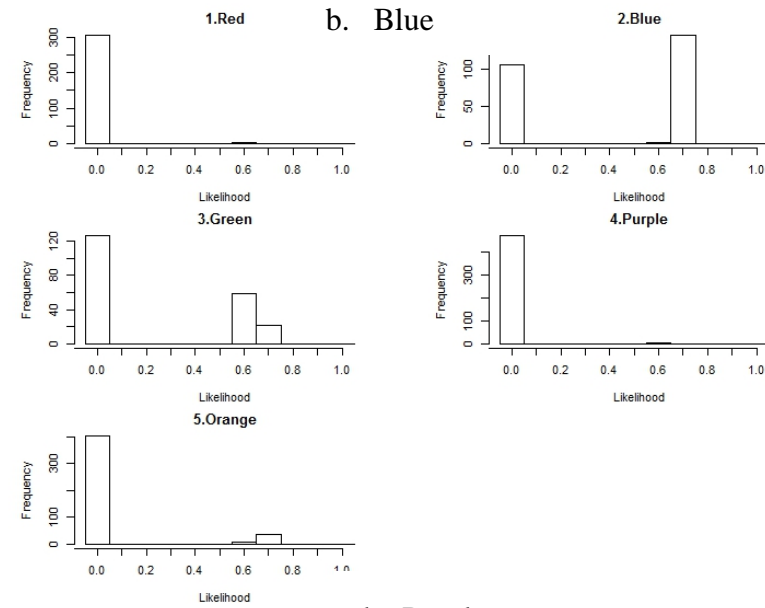 b. Blue
1.Red
Frequency
0 100 200 300
0.0 0.2 0.4 0.6 0.8 1.0
Likelihood
2.Blue
Frequency
0 50 100
0.0 0.2 0.4 0.6 0.8 1.0
Likelihood
3.Green
Frequency
0 40 80 120
0.0 0.2 0.4 0.6 0.8 1.0
Likelihood
4.Purple
Frequency
0 100 300
0.0 0.2 0.4 0.6 0.8 1.0
Likelihood
5.Orange
Frequency
0 100 300
0.0 0.2 0.4 0.6 0.8
Likelihood